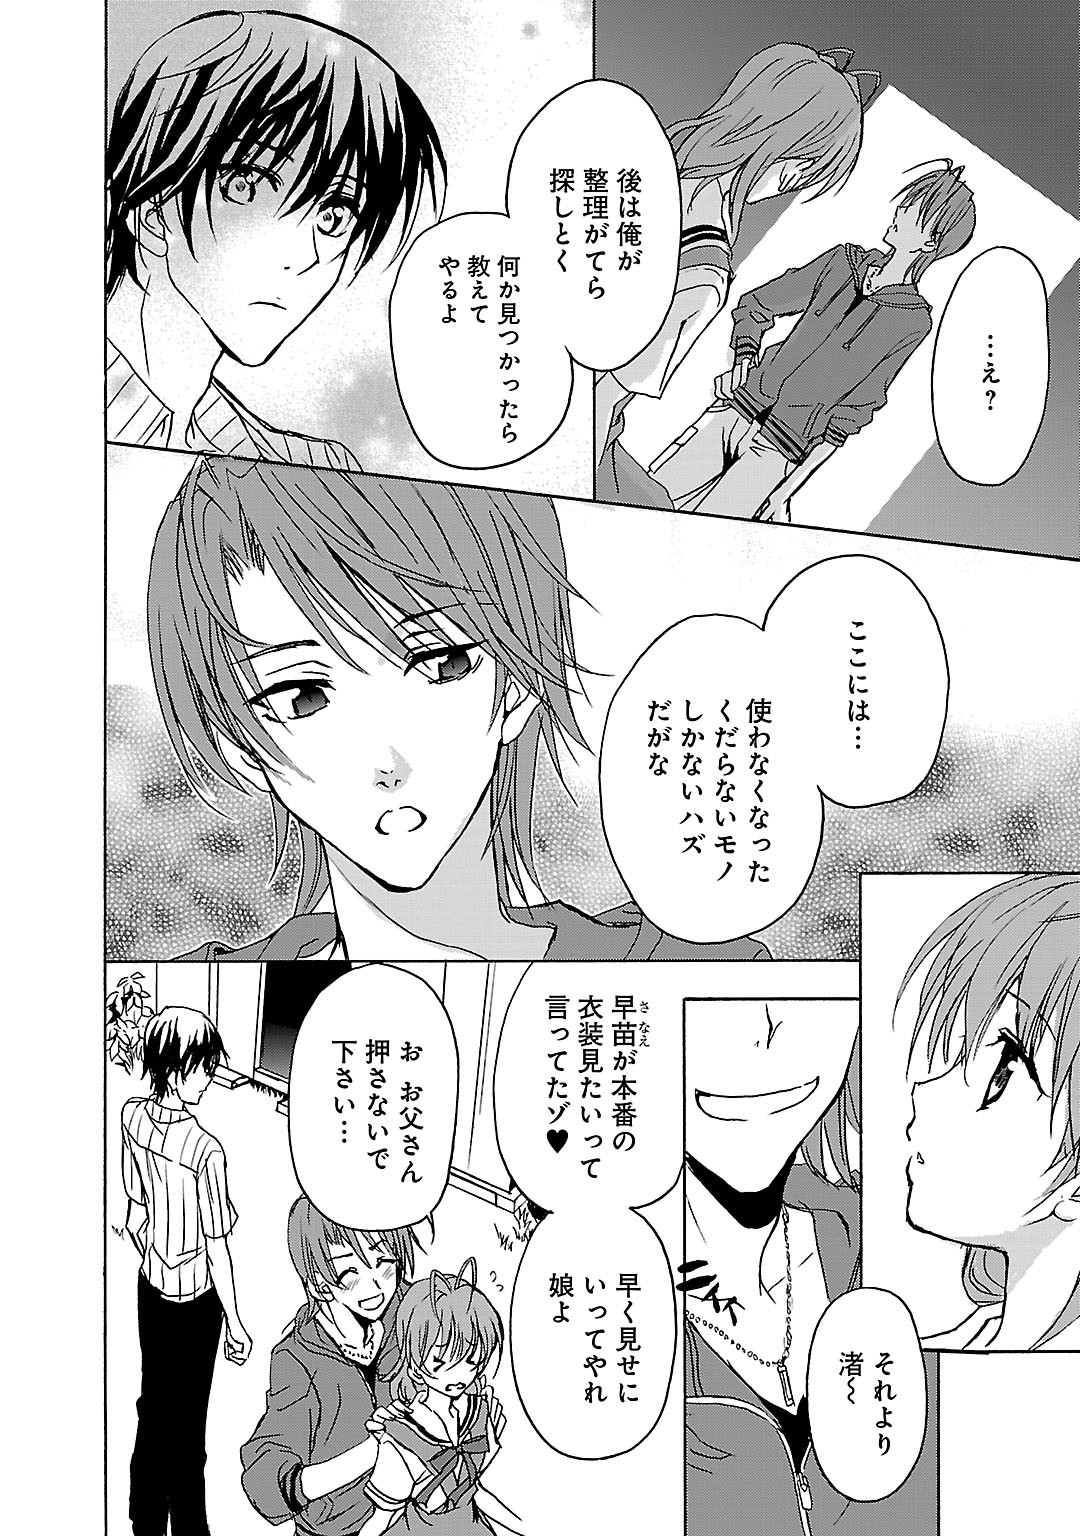 …え?
後は俺が
整理がてら
探しとく
何か見つかったら
教えて
やるよ
ここには…
使わなくなった
くだらないモノ
しかないハズ
だがな
それより
渚〜
ニイイ
早苗が本番の
さなえ
衣装見たいって
言ってたゾ♥
早く見せに
いってやれ
娘よ
お お父さん
押さないで
下さい…